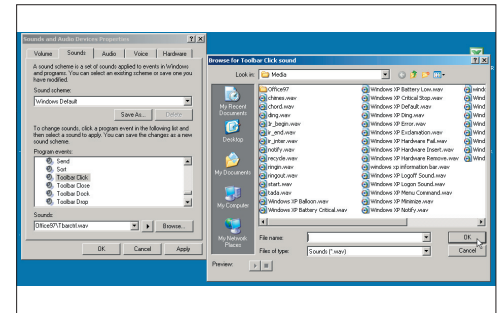 Sounds and Audio Devices Properties
Volume
Sounds
Audio
Voice
Hardware
A sound scheme is a set of sounds applied to events in Windows
and programs. You can select an existing scheme or save one you
have modified.
Sound scheme:
Windows Default
Save As...
Delete
To change sounds, click a program event in the following list and
then select a sound to apply. You can save the changes as a new
sound scheme.
Program events:
Send
Sort
Toolbar Click
Toolbar Close
Toolbar Dock
Toolbar Drop
Sounds:
Office97\Tbarctrl.wav
Browse...
OK
Cancel
Apply
Browse for Toolbar Click sound
Look in:
Media
My Recent
Documents
Desktop
My Documents
My Computer
My Network
Places
Office97
chimes.wav
chord.wav
ding.wav
ir_begin.wav
ir_end.wav
ir_inter.wav
notify.wav
recycle.wav
ringin.wav
ringout.wav
start.wav
tada.wav
Windows XP Balloon.wav
Windows XP Battery Critical.wav
Windows XP Battery Low.wav
Windows XP Critical Stop.wav
Windows XP Default.wav
Windows XP Ding.wav
Windows XP Error.wav
Windows XP Exclamation.wav
Windows XP Hardware Fail.wav
Windows XP Hardware Insert.wav
Windows XP Hardware Remove.wav
windows xp information bar.wav
Windows XP Logoff Sound.wav
Windows XP Logon Sound.wav
Windows XP Menu Command.wav
Windows XP Minimize.wav
Windows XP Notify.wav
File name:
OK
Files of type:
Sounds (*.wav)
Cancel
Preview: